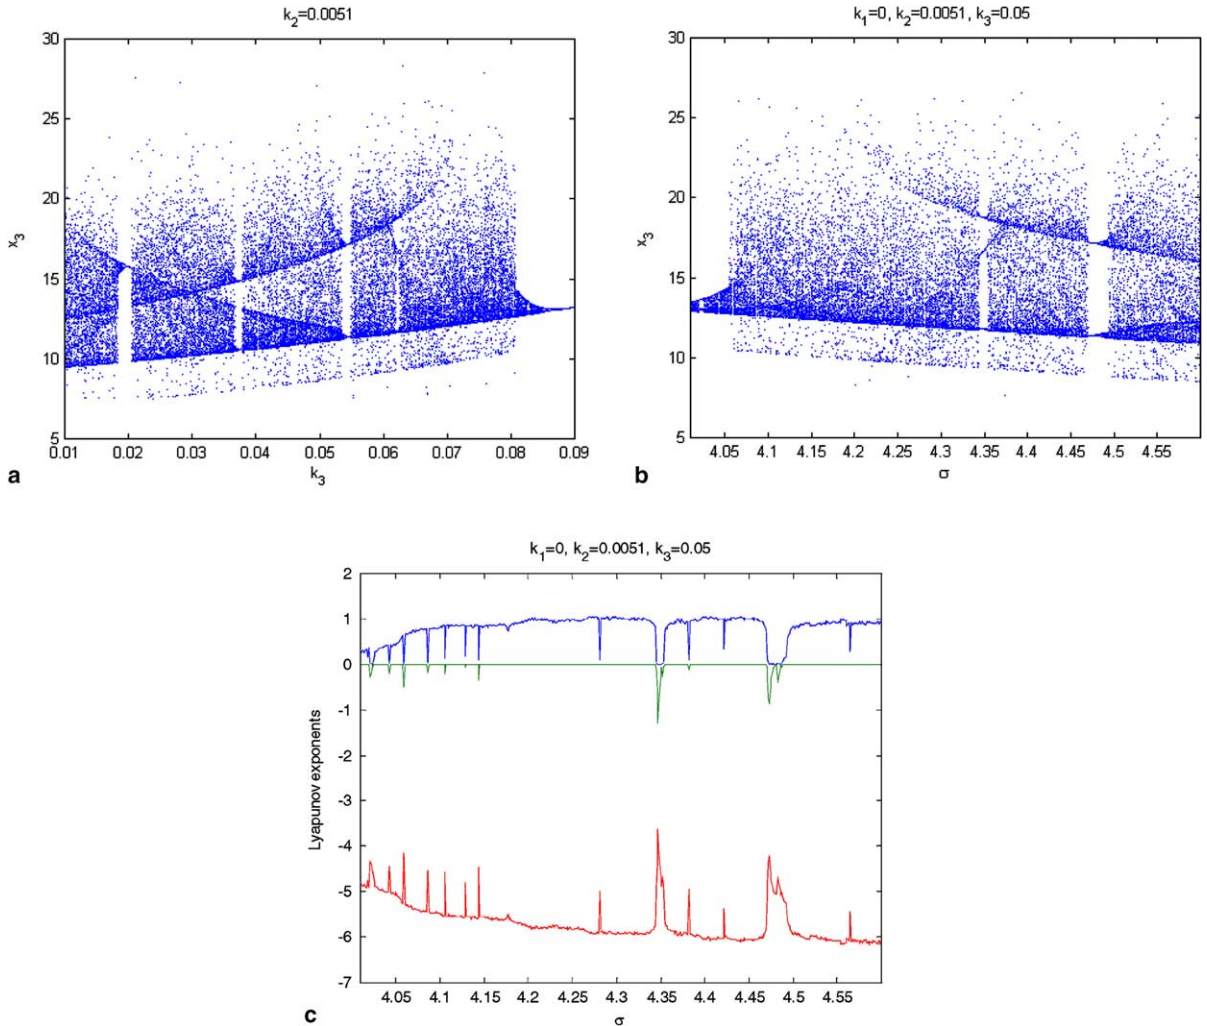 k2=0.0051
30
25
20
15
10
5
x3
0.01 0.02 0.03 0.04 0.05 0.06 0.07 0.08 0.09
k3
a
k1=0, k2=0.0051, k3=0.05
30
25
20
15
10
5
x3
4.05 4.1 4.15 4.2 4.25 4.3 4.35 4.4 4.45 4.5 4.55
σ
b
k1=0, k2=0.0051, k3=0.05
2
1
0
-1
-2
-3
-4
-5
-6
-7
Lyapunov exponents
4.05 4.1 4.15 4.2 4.25 4.3 4.35 4.4 4.45 4.5 4.55
σ
c